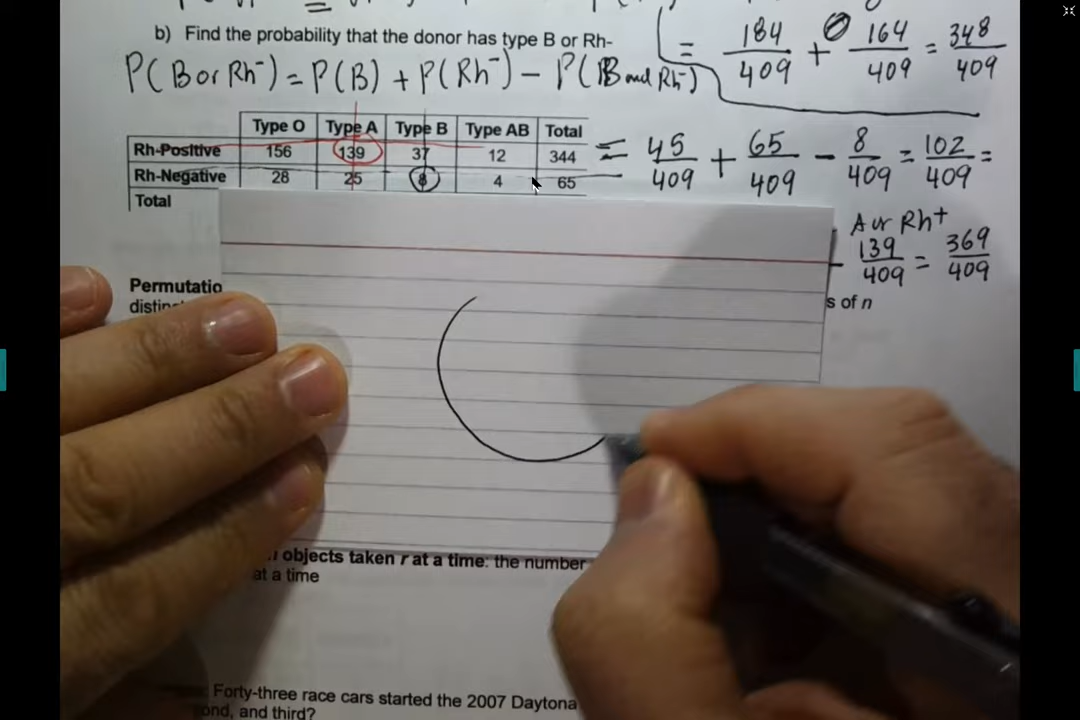 b) Find the probability that the donor has type B or Rh-
= 184/409 + 0 164/409 = 348/409
P(B or Rh⁻) = P(B) + P(Rh⁻) - P(B and Rh⁻)
Type O Type A Type B Type AB Total
Rh-Positive 156 139 37 12 344
Rh-Negative 28 25 8 4 65
Total
= 45/409 + 65/409 - 8/409 = 102/409 =
A or Rh+
- 139/409 = 369/409
Permutatio
s of n
objects taken r at a time: the number
at a time
Forty-three race cars started the 2007 Daytona
ond, and third?